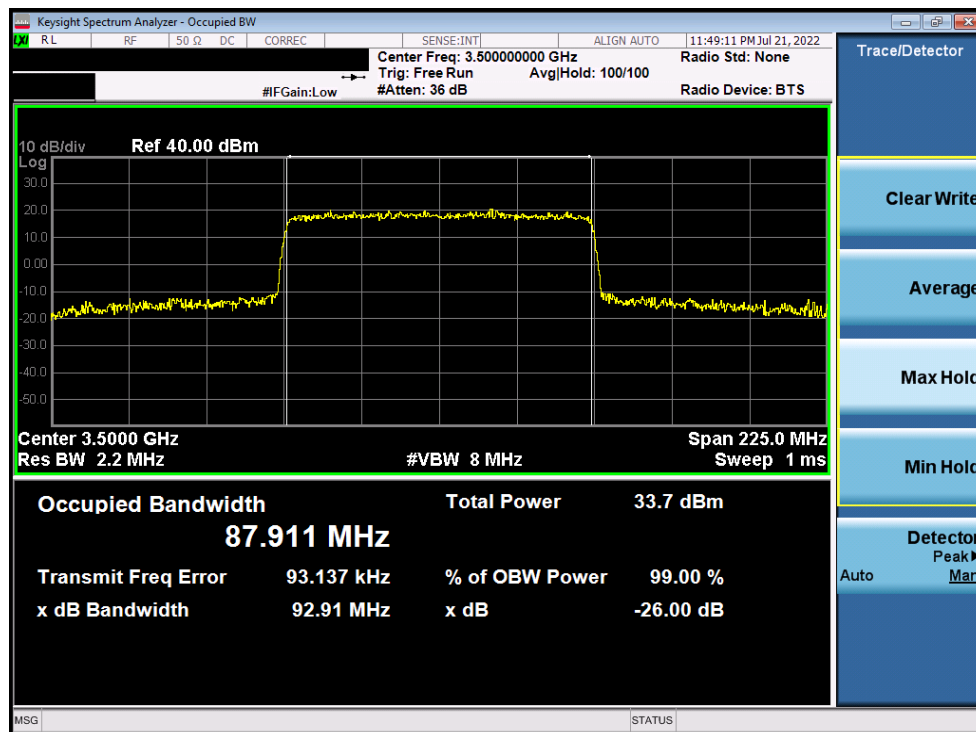 Keysight Spectrum Analyzer - Occupied BW
LXI RL RF 50 Ω DC CORREC SENSE:INT ALIGN AUTO 11:49:11 PM Jul 21, 2022
Center Freq: 3.500000000 GHz Radio Std: None
Trig: Free Run Avg|Hold: 100/100
#IFGain:Low #Atten: 36 dB Radio Device: BTS
10 dB/div Ref 40.00 dBm
Log
30.0
20.0
10.0
0.00
-10.0
-20.0
-30.0
-40.0
-50.0
Center 3.5000 GHz Span 225.0 MHz
Res BW 2.2 MHz #VBW 8 MHz Sweep 1 ms
Occupied Bandwidth Total Power 33.7 dBm
87.911 MHz
Transmit Freq Error 93.137 kHz % of OBW Power 99.00 %
x dB Bandwidth 92.91 MHz x dB -26.00 dB
MSG STATUS
Trace/Detector
Clear Write
Average
Max Hold
Min Hold
Detector
Peak
Auto Man